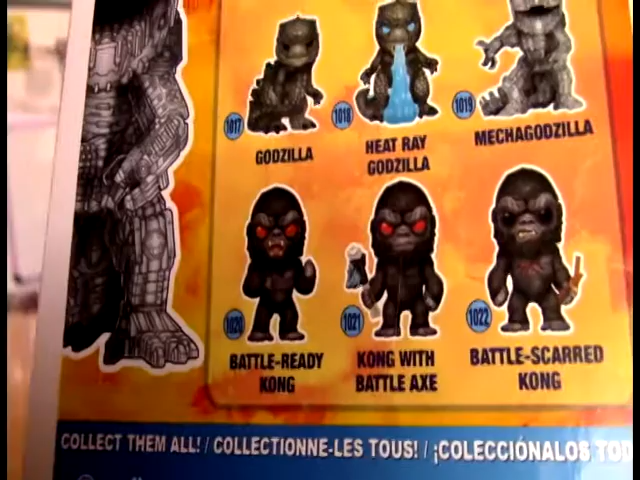 1017
1018
1019
GODZILLA
HEAT RAY
GODZILLA
MECHAGODZILLA
1020
1021
1022
BATTLE-READY
KONG
KONG WITH
BATTLE AXE
BATTLE-SCARRED
KONG
COLLECT THEM ALL! / COLLECTIONNE-LES TOUS! / ¡COLECCIÓNALOS TOD